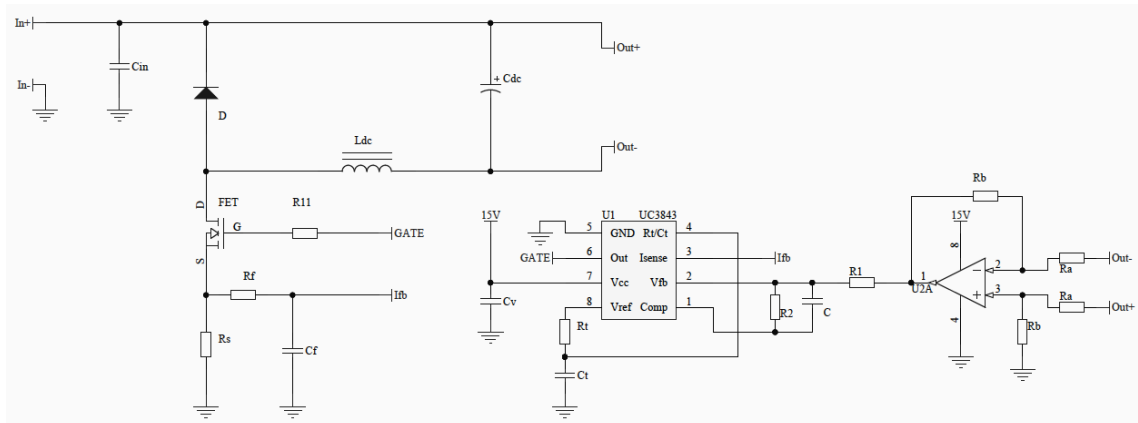 In+
Out+
Cin
+ Cdc
In-
D
Ldc
Out-
Rb
D
FET
R11
15V
U1
UC3843
15V
G
GATE
5
GND
Rt/Ct
4
8
2
Ra
Out-
S
GATE
6
Out
Isense
3
Ifb
R1
1
U2A
−
+
3
Ra
Out+
Rf
Ifb
7
Vcc
Vfb
2
8
Vref
Comp
1
Cv
Rt
R2
C
4
Rb
Rs
Cf
Ct